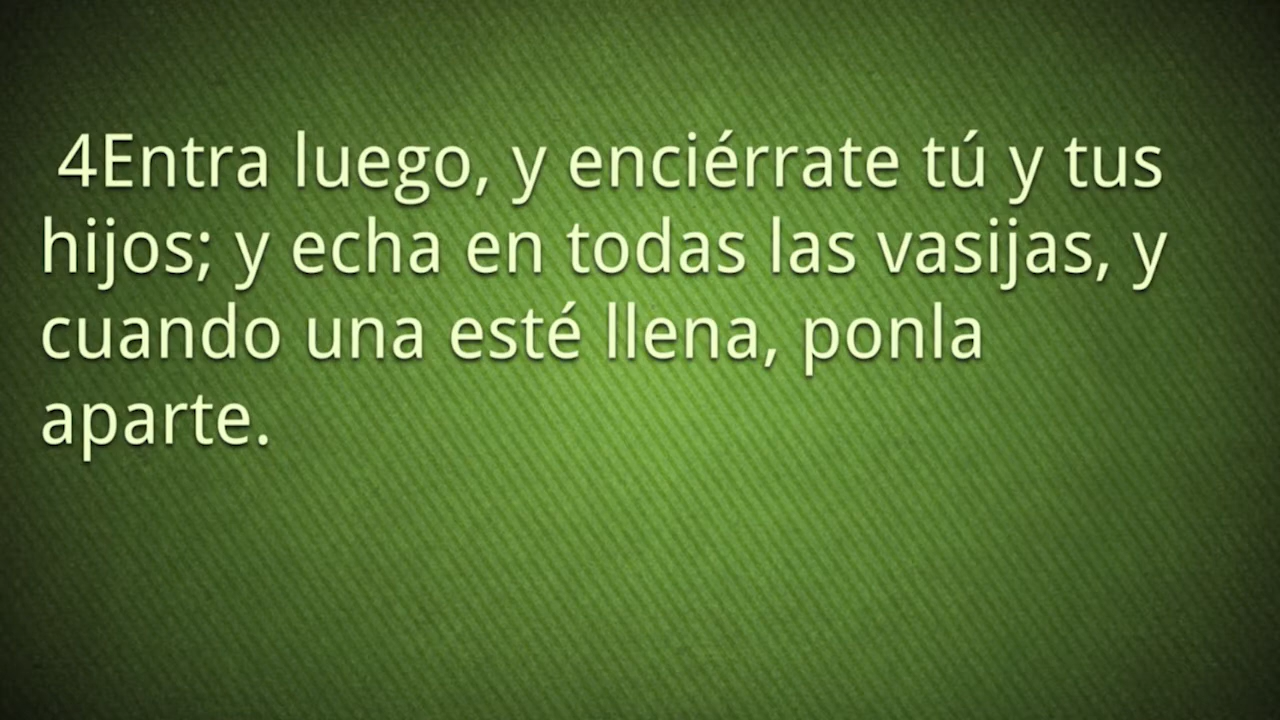 4Entra luego, y enciérrate tú y tus
hijos; y echa en todas las vasijas, y
cuando una esté llena, ponla
aparte.